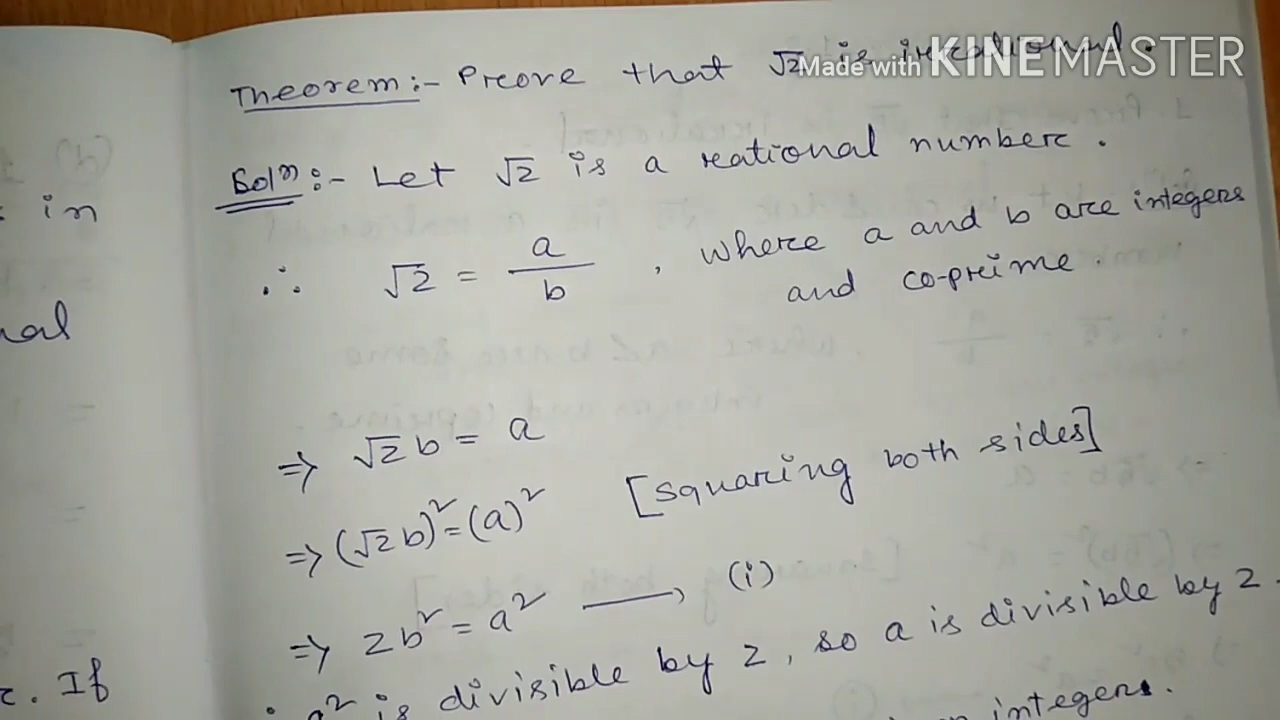 Made with KINEMASTER
Theorem:- Prove that √2 is irrational.
Solⁿ:- Let √2 is a rational number.
∴ √2 = a/b , where a and b are integers
and co-prime.
⇒ √2 b = a
⇒ (√2 b)² = (a)² [squaring both sides]
⇒ 2b² = a² ⟶ (i)
a² is divisible by 2, so a is divisible by 2.
integers.
in
r. If